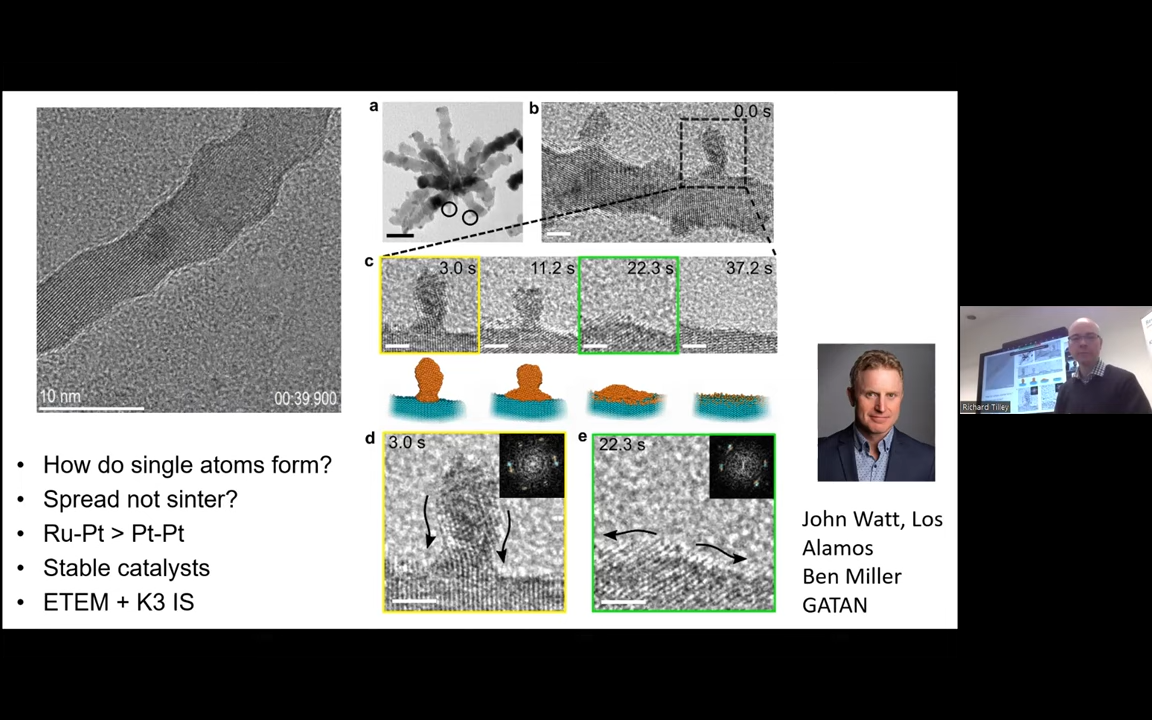 10 nm
00:39.900
a
b
0.0 s
c
3.0 s
11.2 s
22.3 s
37.2 s
d
3.0 s
e
22.3 s
• How do single atoms form?
• Spread not sinter?
• Ru-Pt > Pt-Pt
• Stable catalysts
• ETEM + K3 IS
John Watt, Los
Alamos
Ben Miller
GATAN
Richard Tilley